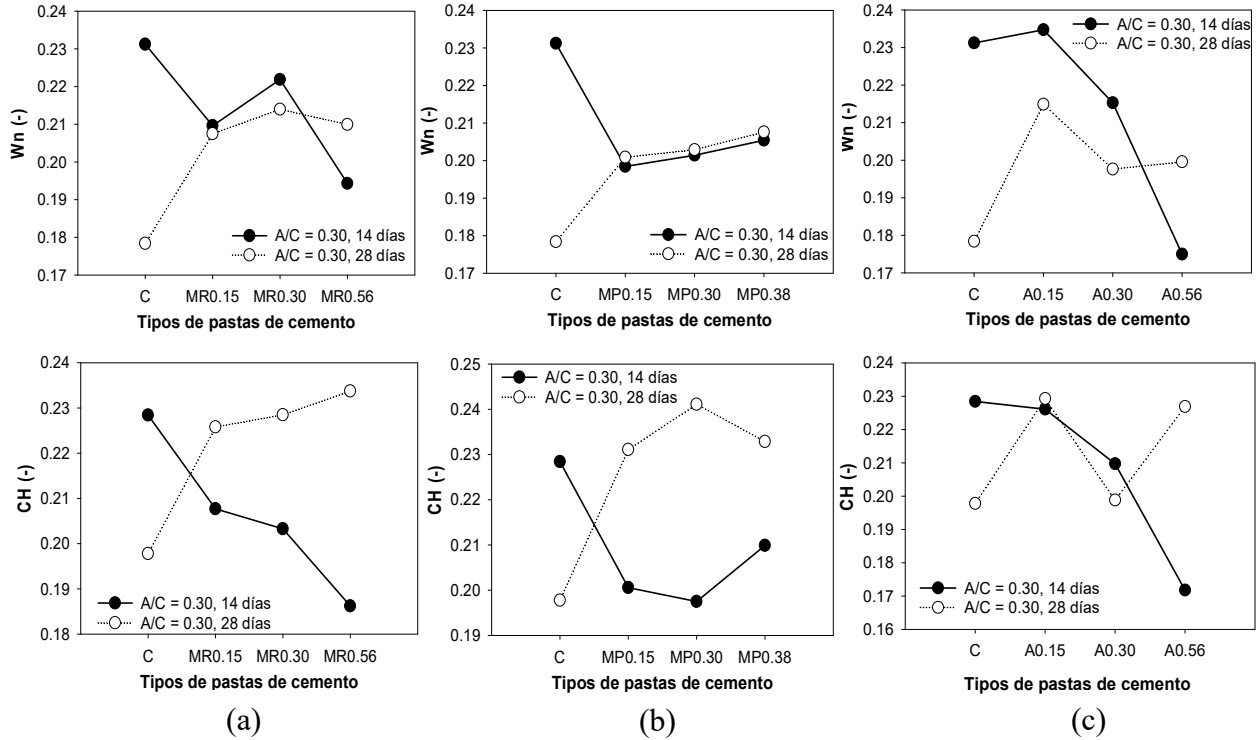 0.24
0.23
0.22
0.21
0.20
0.19
0.18
0.17
Wn (-)
A/C = 0.30, 14 días
A/C = 0.30, 28 días
C MR0.15 MR0.30 MR0.56
Tipos de pastas de cemento
0.24
0.23
0.22
0.21
0.20
0.19
0.18
0.17
Wn (-)
A/C = 0.30, 14 días
A/C = 0.30, 28 días
C MP0.15 MP0.30 MP0.38
Tipos de pastas de cemento
0.24
0.23
0.22
0.21
0.20
0.19
0.18
0.17
Wn (-)
A/C = 0.30, 14 días
A/C = 0.30, 28 días
C A0.15 A0.30 A0.56
Tipos de pastas de cemento
0.24
0.23
0.22
0.21
0.20
0.19
0.18
CH (-)
A/C = 0.30, 14 días
A/C = 0.30, 28 días
C MR0.15 MR0.30 MR0.56
Tipos de pastas de cemento
(a)
0.25
0.24
0.23
0.22
0.21
0.20
0.19
CH (-)
A/C = 0.30, 14 días
A/C = 0.30, 28 días
C MP0.15 MP0.30 MP0.38
Tipos de pastas de cemento
(b)
0.24
0.23
0.22
0.21
0.20
0.19
0.18
0.17
0.16
CH (-)
A/C = 0.30, 14 días
A/C = 0.30, 28 días
C A0.15 A0.30 A0.56
Tipos de pastas de cemento
(c)